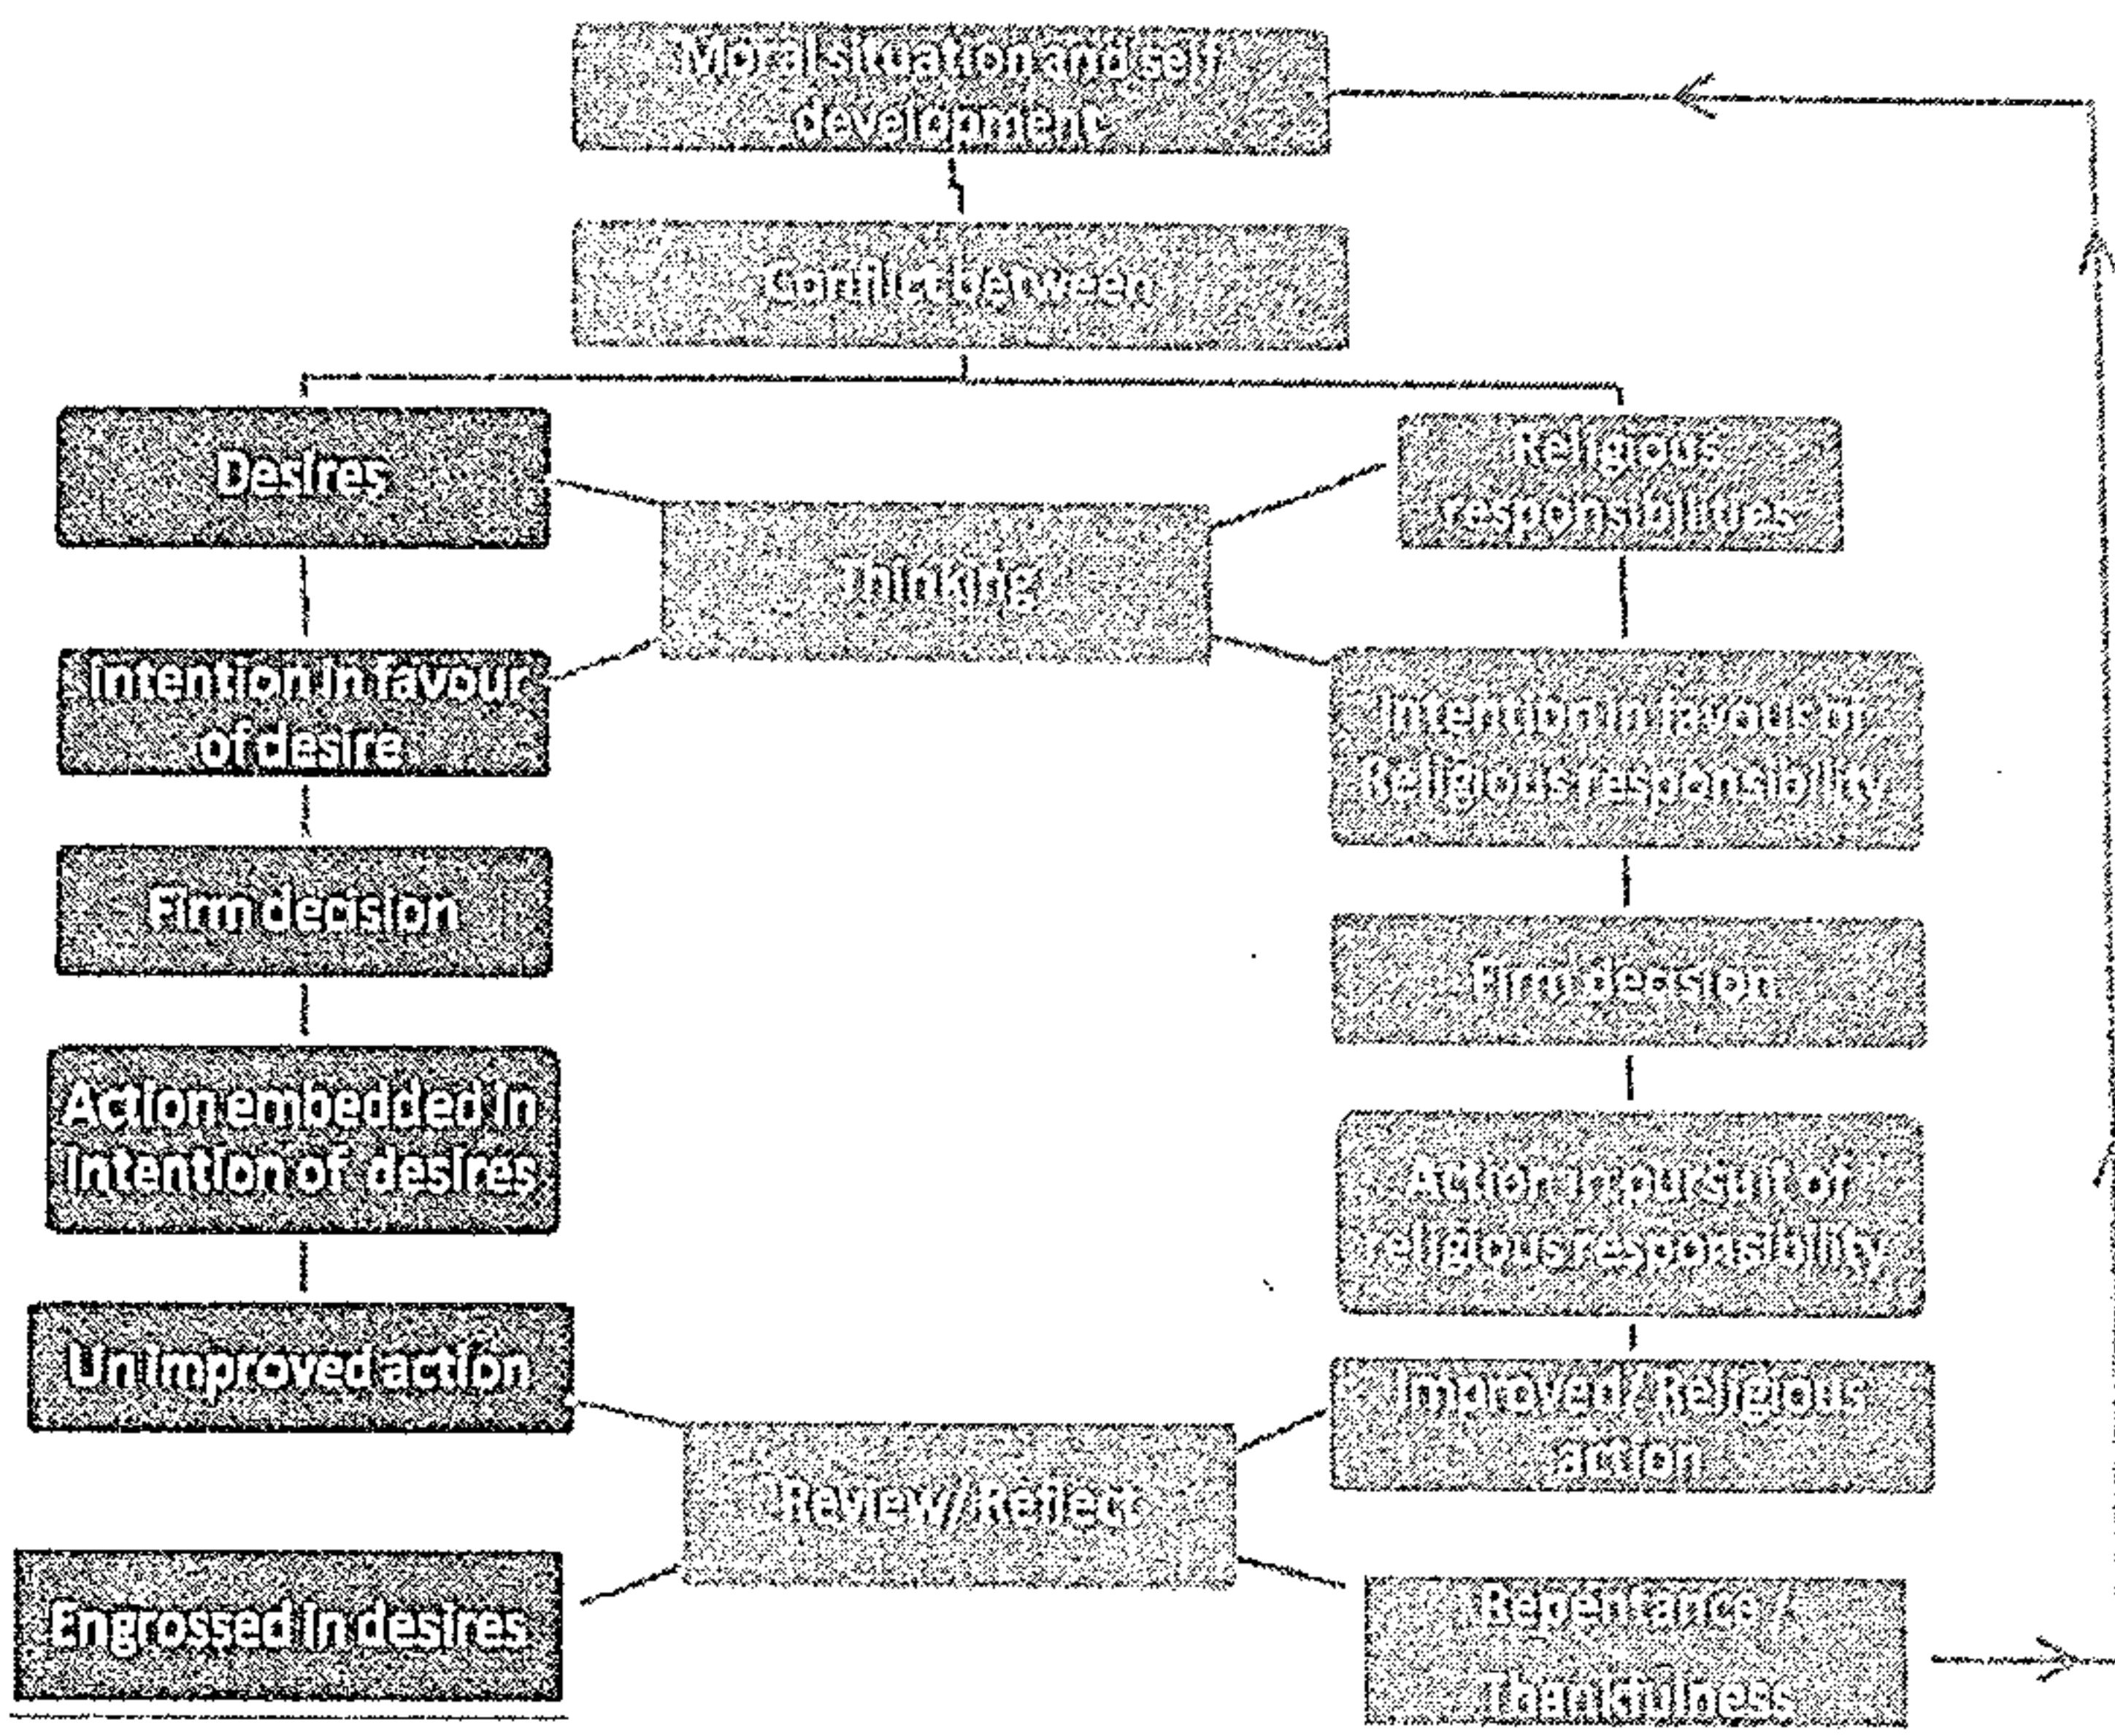 Moral situation and self
development
Conflict between
Desires
Religious
responsibilities
Thinking
Intention in favour
of desire
Intention in favour of
Religious responsibility
Firm decision
Firm decision
Action embedded in
intention of desires
Action in pursuit of
religious responsibility
Un improved action
Improved / Religious
action
Review/ Reflect
Engrossed in desires
Repentance /
Thankfulness